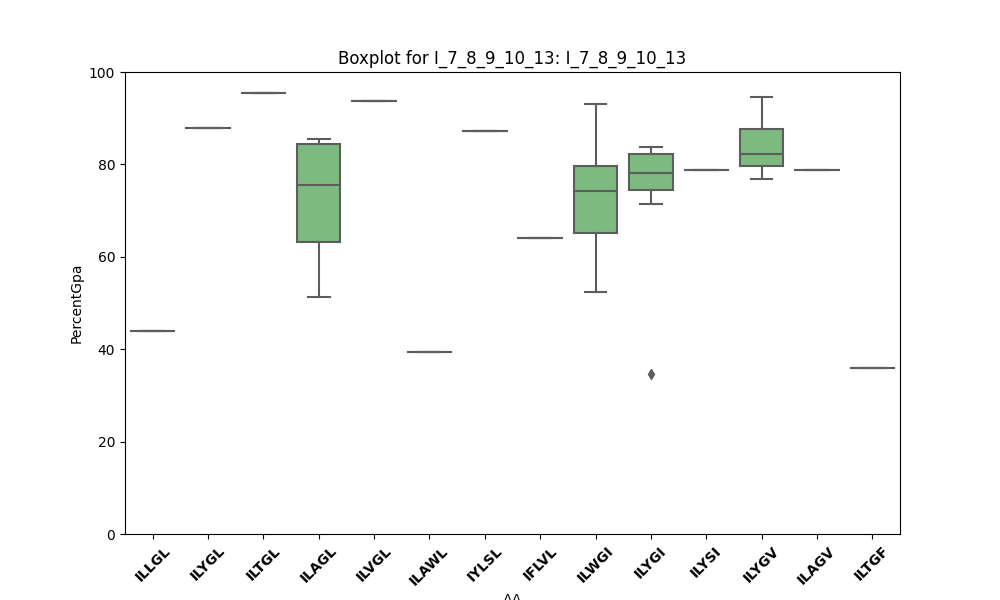 Boxplot for I_7_8_9_10_13: I_7_8_9_10_13
100
80
60
40
20
0
PercentGpa
ILLGL ILYGL ILTGL ILAGL ILVGL ILAWL IYLSL IFLVL ILWGI ILYGI ILYSI ILYGV ILAGV ILTGF
AA